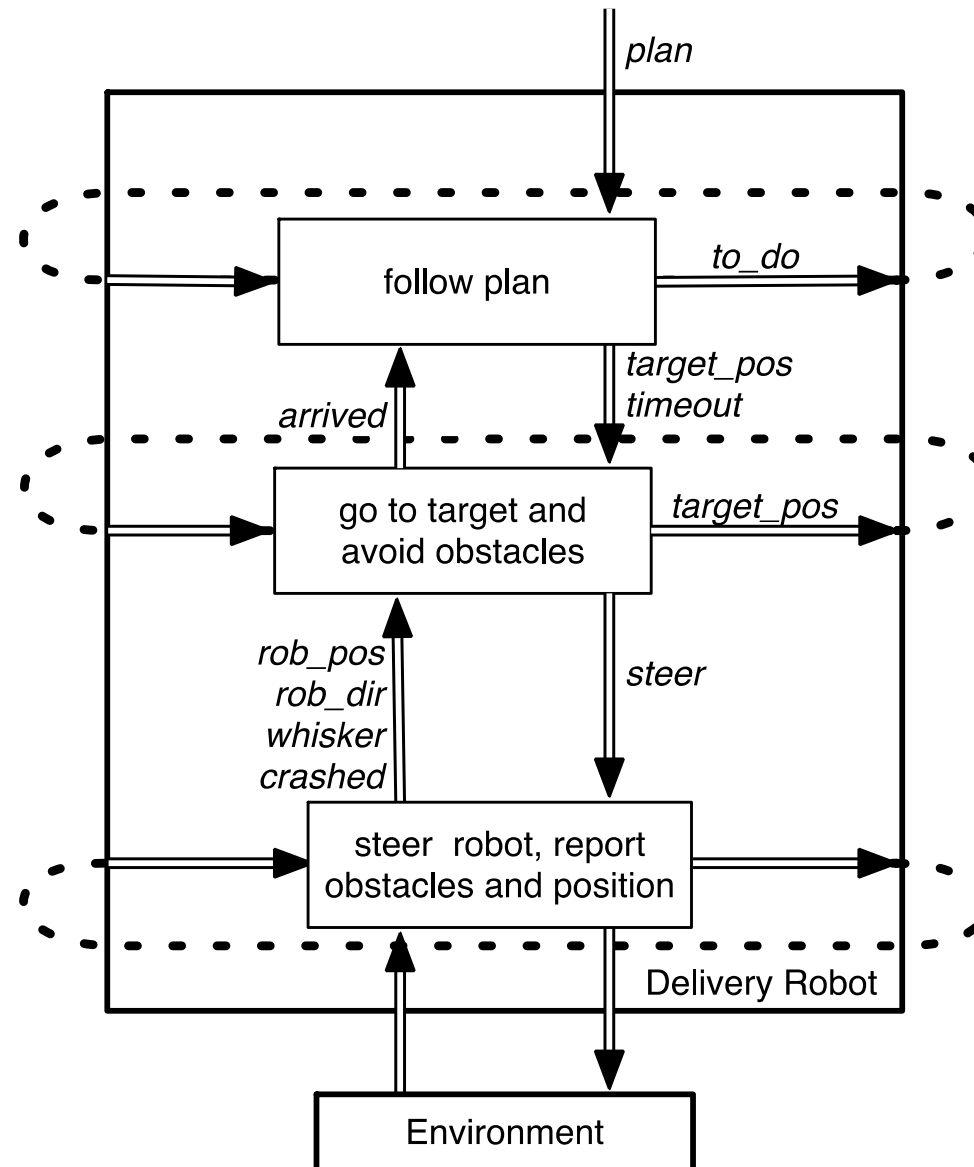 plan
follow plan
to_do
target_pos
timeout
arrived
go to target and
avoid obstacles
target_pos
rob_pos
rob_dir
whisker
crashed
steer
steer robot, report
obstacles and position
Delivery Robot
Environment